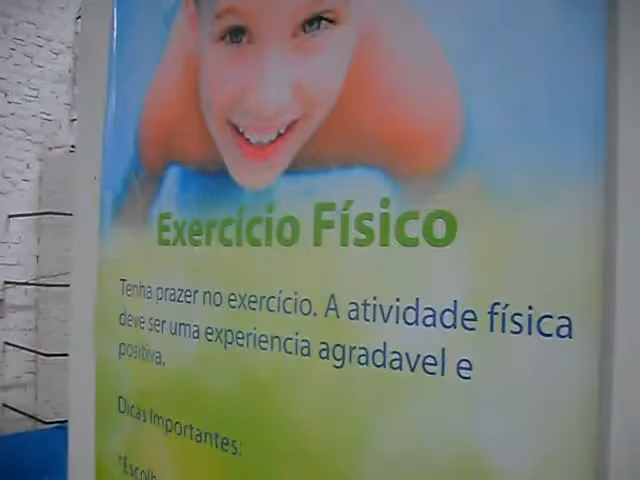 Exercício Físico
Tenha prazer no exercício. A atividade física
deve ser uma experiencia agradavel e
positiva.
Dicas Importantes: